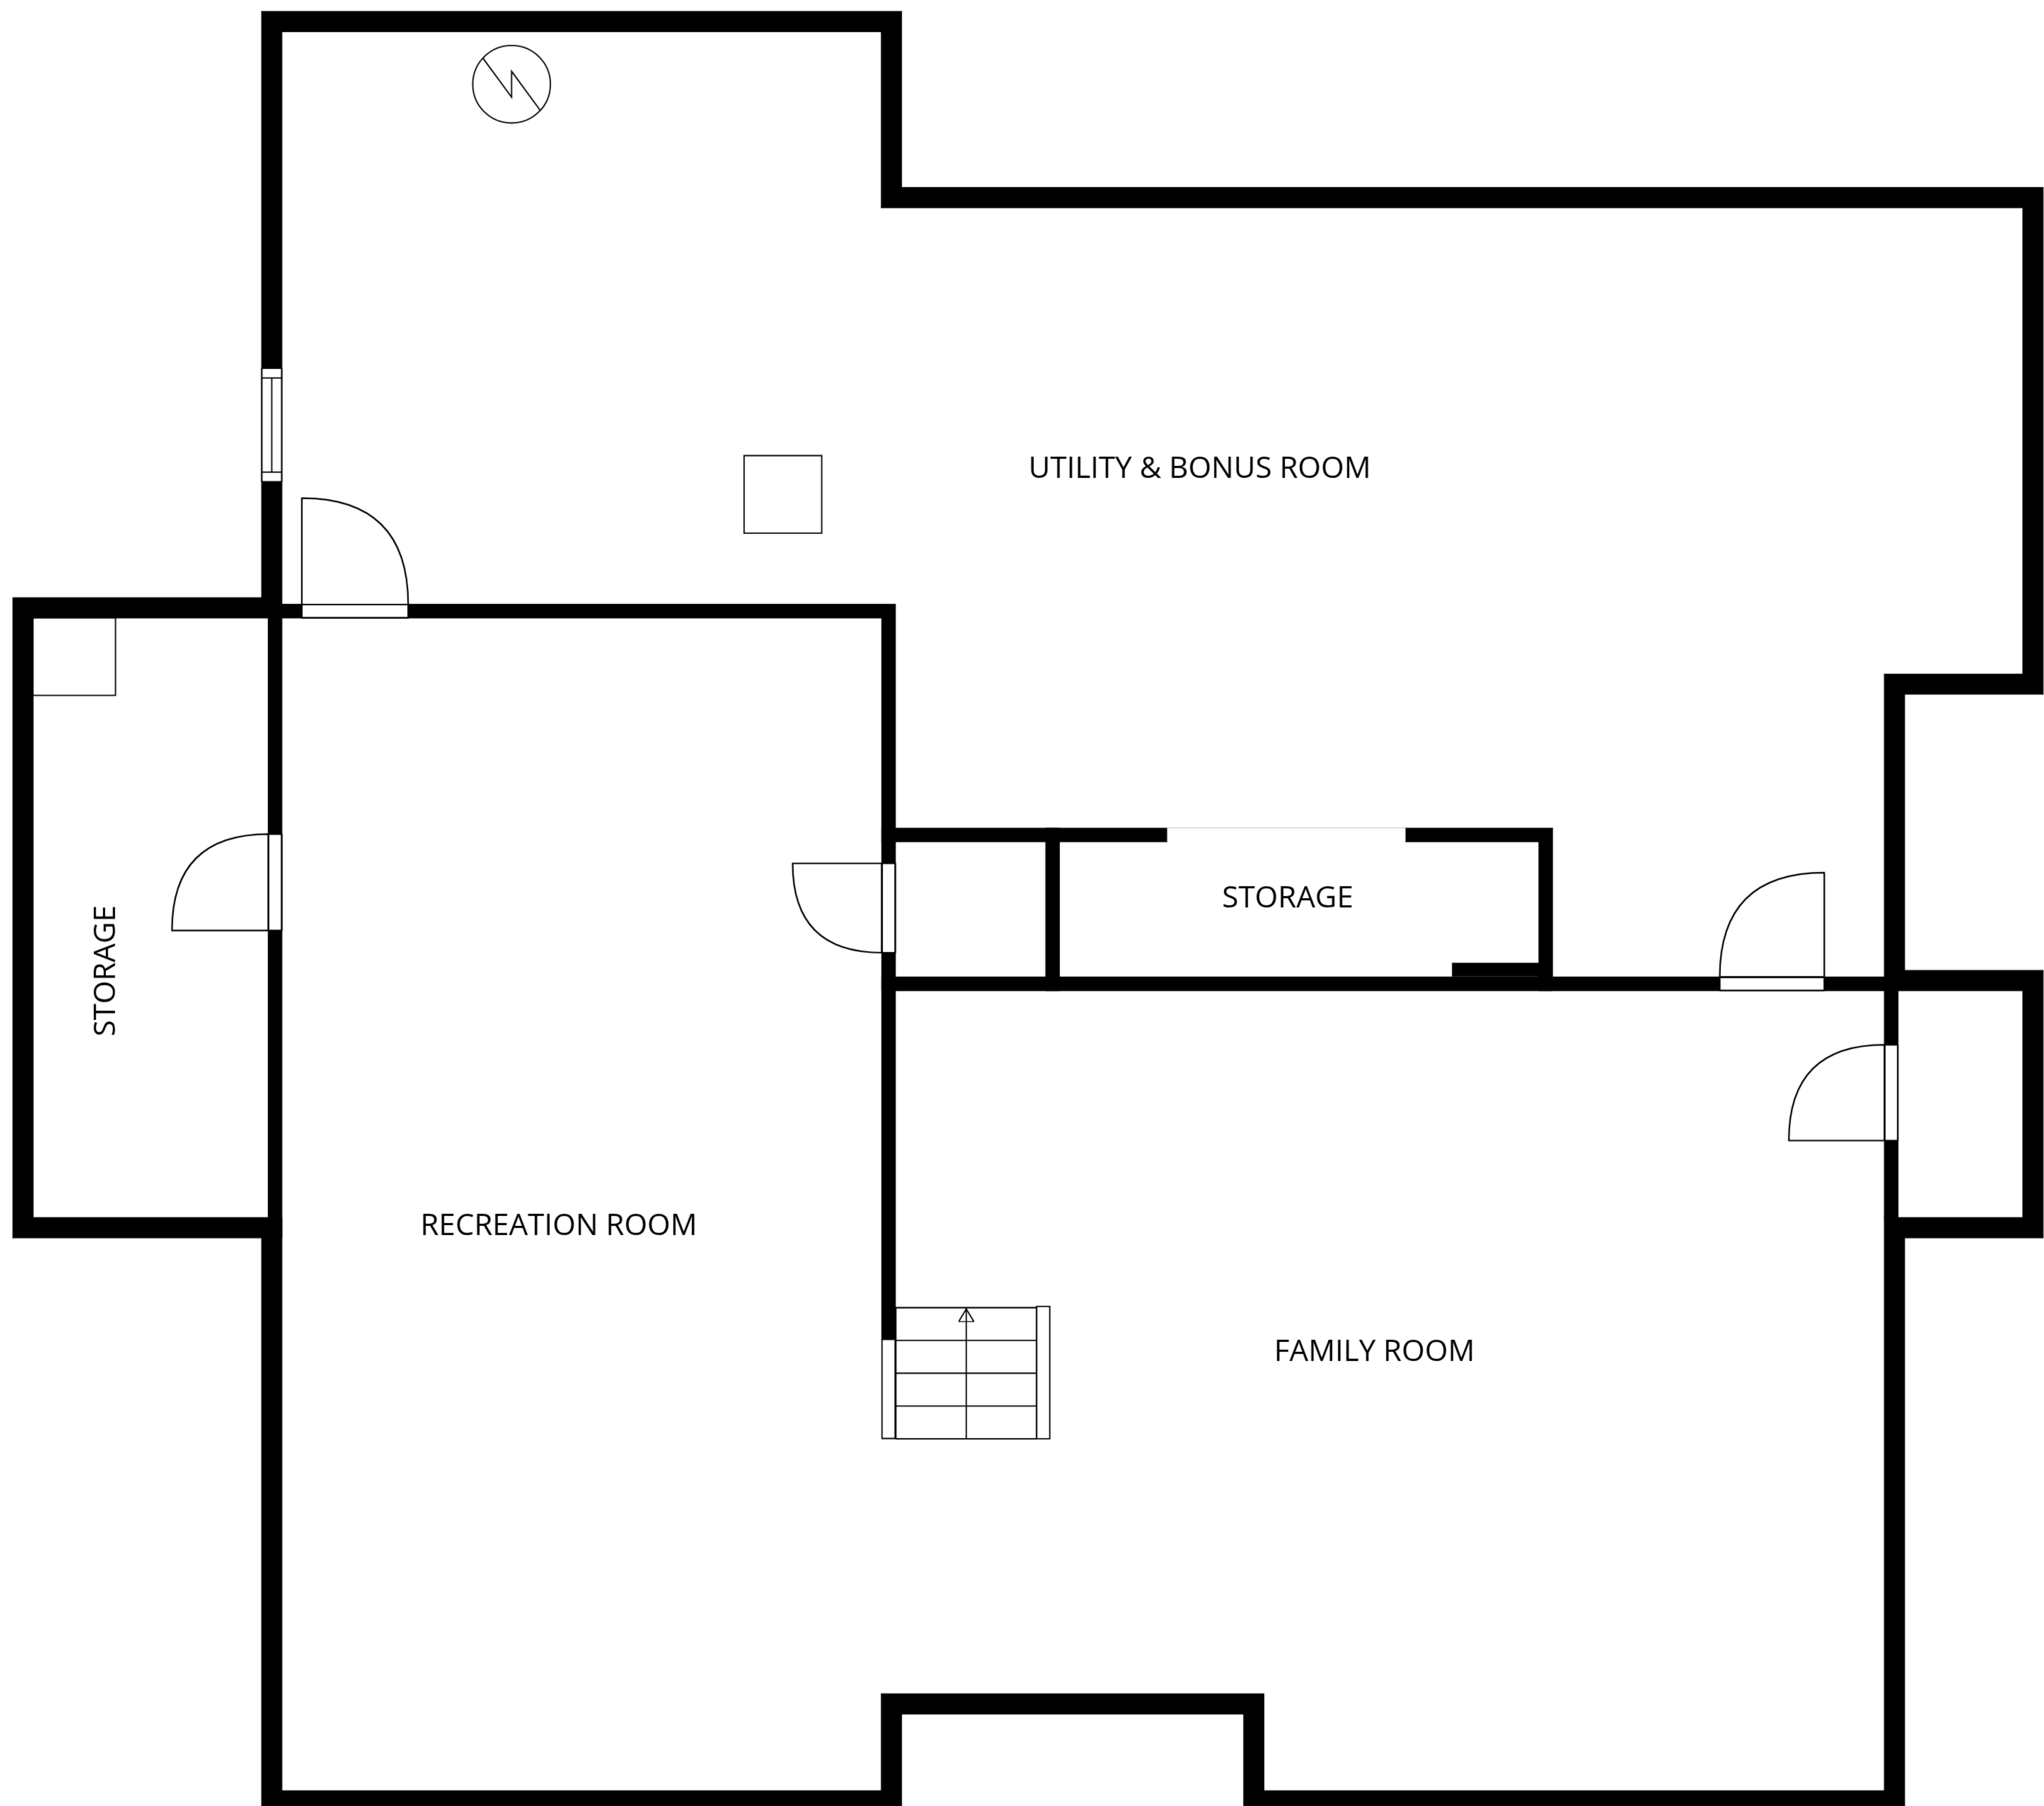 UTILITY & BONUS ROOM
STORAGE
STORAGE
RECREATION ROOM
FAMILY ROOM